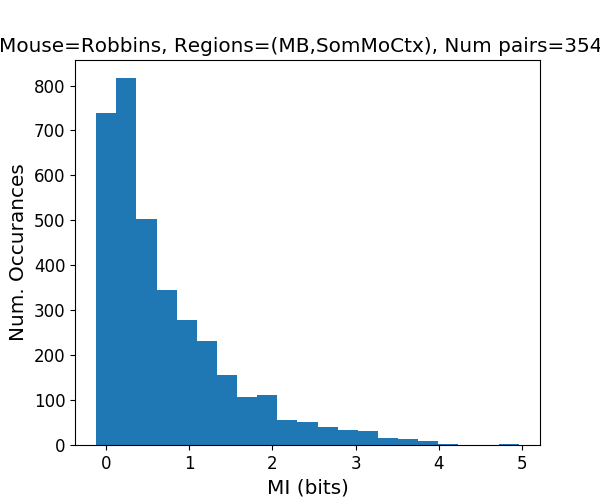 Mouse=Robbins, Regions=(MB,SomMoCtx), Num pairs=354
800
700
600
500
400
300
200
100
0
Num. Occurances
0 1 2 3 4 5
MI (bits)